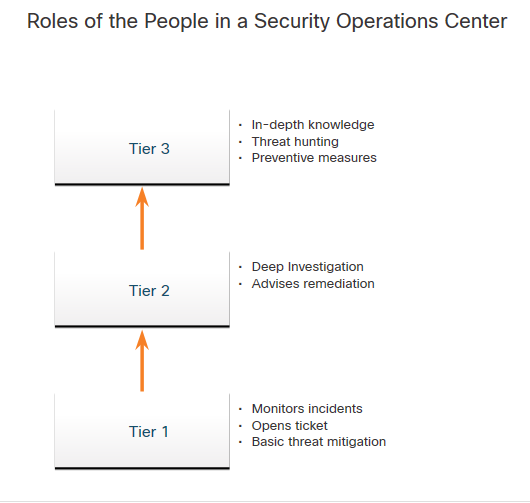 Roles of the People in a Security Operations Center
Tier 3
• In-depth knowledge
• Threat hunting
• Preventive measures
Tier 2
• Deep Investigation
• Advises remediation
Tier 1
• Monitors incidents
• Opens ticket
• Basic threat mitigation